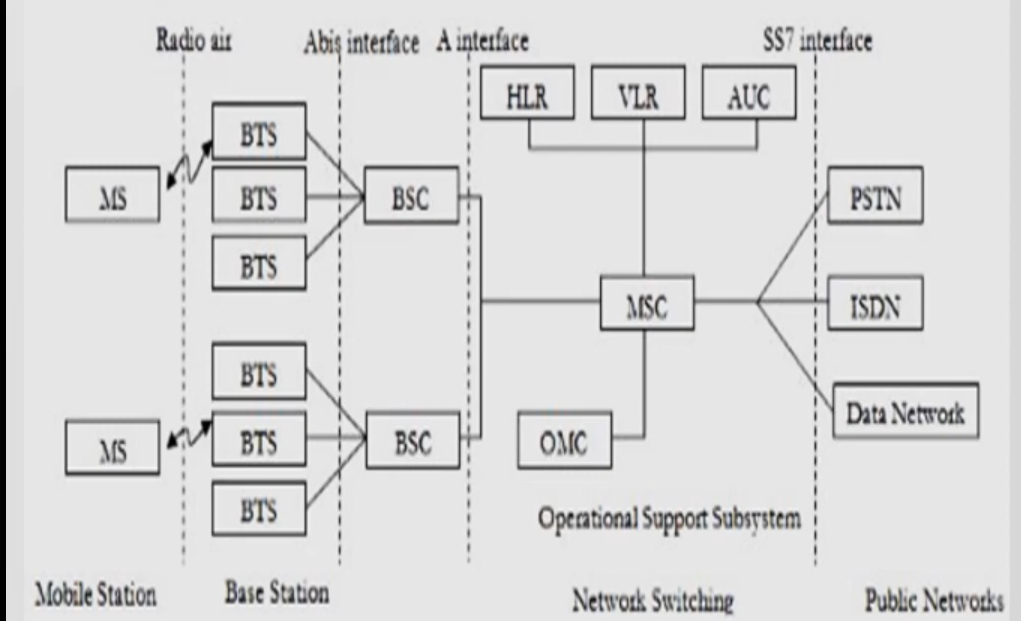 Radio air
Abis interface
A interface
SS7 interface
HLR
VLR
AUC
BTS
BTS
BTS
MS
BSC
PSTN
MSC
ISDN
BTS
BTS
BTS
MS
BSC
OMC
Data Network
Operational Support Subsystem
Mobile Station
Base Station
Network Switching
Public Networks